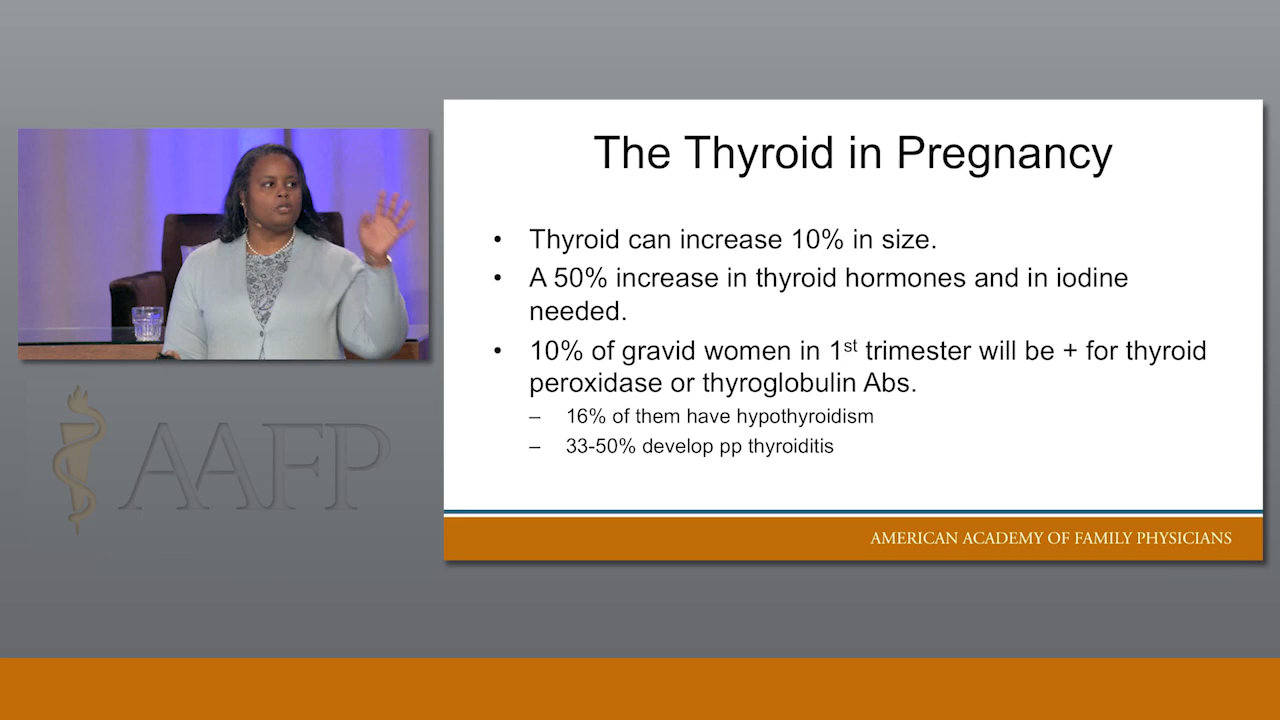 The Thyroid in Pregnancy
• Thyroid can increase 10% in size.
• A 50% increase in thyroid hormones and in iodine
needed.
• 10% of gravid women in 1st trimester will be + for thyroid
peroxidase or thyroglobulin Abs.
– 16% of them have hypothyroidism
– 33-50% develop pp thyroiditis
AMERICAN ACADEMY OF FAMILY PHYSICIANS
AAFP